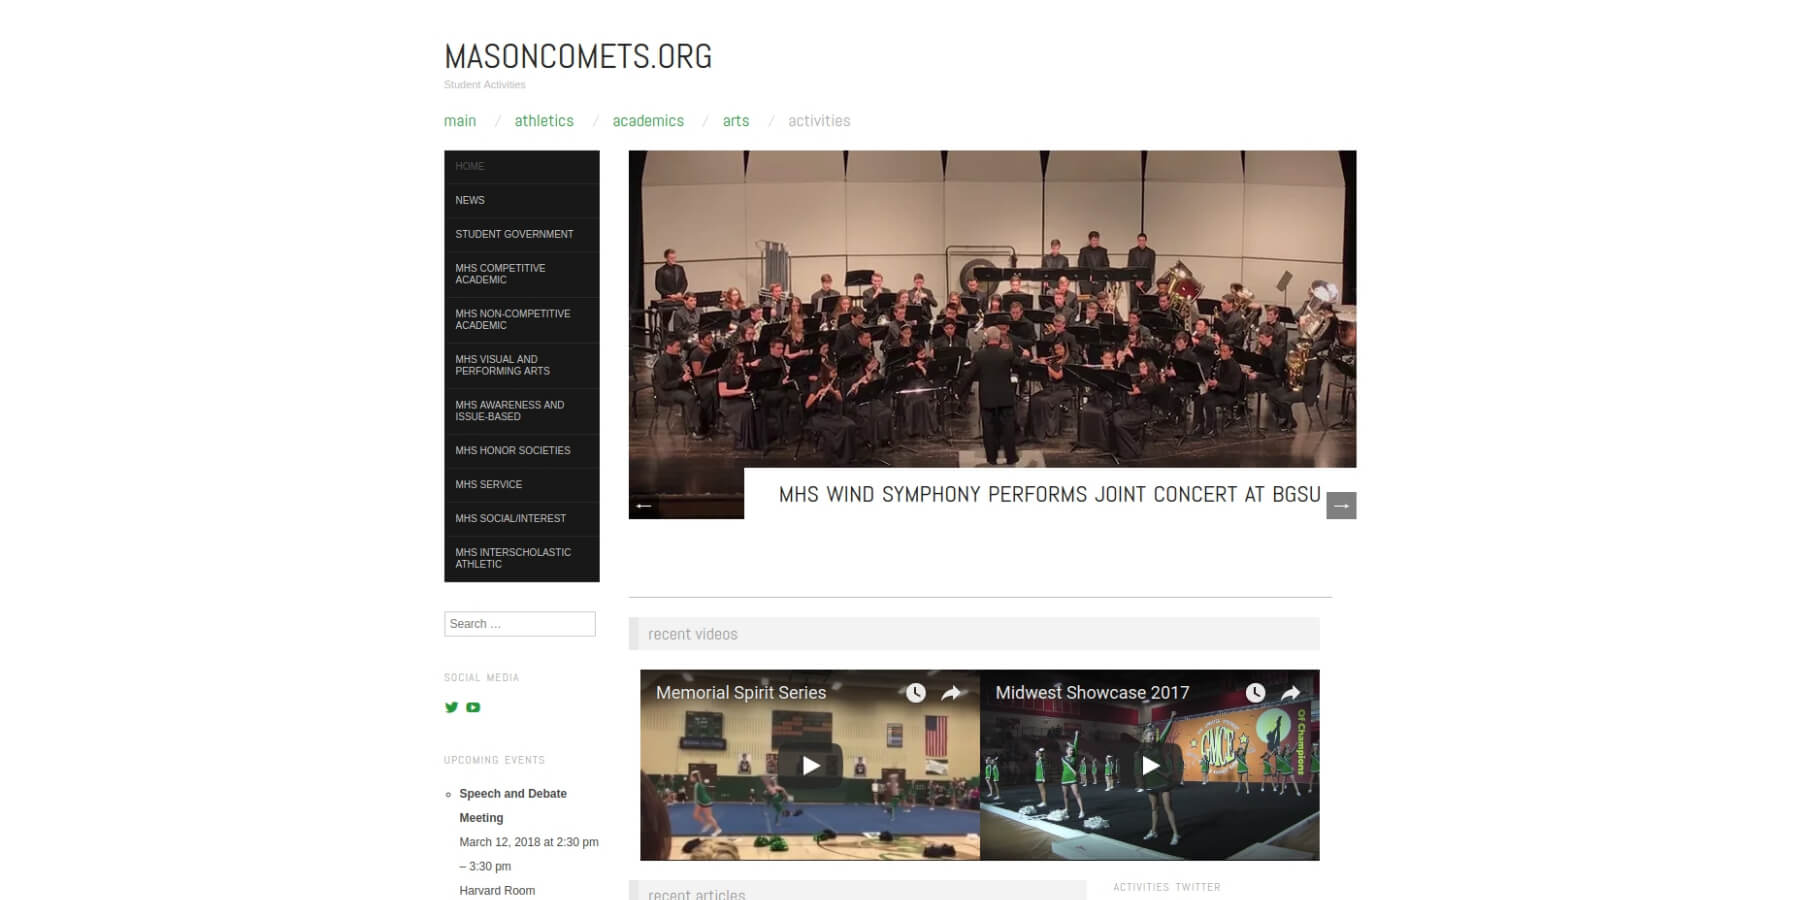 MASONCOMETS.ORG
Student Activities
main / athletics / academics / arts / activities
HOME
NEWS
STUDENT GOVERNMENT
MHS COMPETITIVE
ACADEMIC
MHS NON-COMPETITIVE
ACADEMIC
MHS VISUAL AND
PERFORMING ARTS
MHS AWARENESS AND
ISSUE-BASED
MHS HONOR SOCIETIES
MHS SERVICE
MHS SOCIAL/INTEREST
MHS INTERSCHOLASTIC
ATHLETIC
MHS WIND SYMPHONY PERFORMS JOINT CONCERT AT BGSU
Search …
SOCIAL MEDIA
UPCOMING EVENTS
Speech and Debate
Meeting
March 12, 2018 at 2:30 pm
– 3:30 pm
Harvard Room
recent videos
Memorial Spirit Series
Midwest Showcase 2017
GMCE
Of Champions
recent articles
ACTIVITIES TWITTER